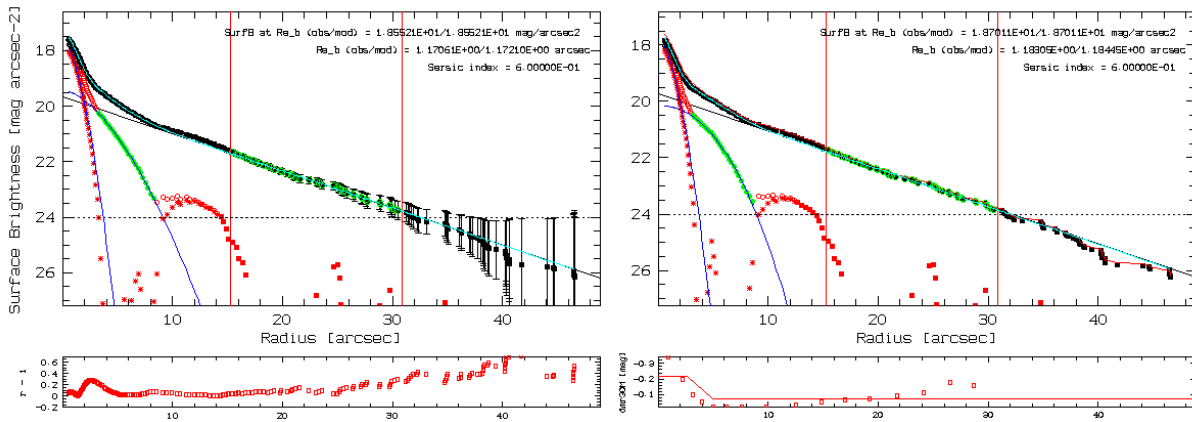 SurfB at Re_b (obs/mod) = 1.85521E+01/1.85521E+01 mag/arcsec2
Re_b (obs/mod) = 1.17061E+00/1.17210E+00 arcsec
Sersic index = 6.00000E-01
Surface Brightness [mag arcsec-2]
18
20
22
24
26
10 20 30 40
Radius [arcsec]
r - 1
0.6
0.4
0.2
0
-0.2
0 10 20 30 40
SurfB at Re_b (obs/mod) = 1.87011E+01/1.87011E+01 mag/arcsec2
Re_b (obs/mod) = 1.18305E+00/1.18445E+00 arcsec
Sersic index = 6.00000E-01
18
20
22
24
26
10 20 30 40
Radius [arcsec]
-0.3
-0.2
-0.1
0 10 20 30 40